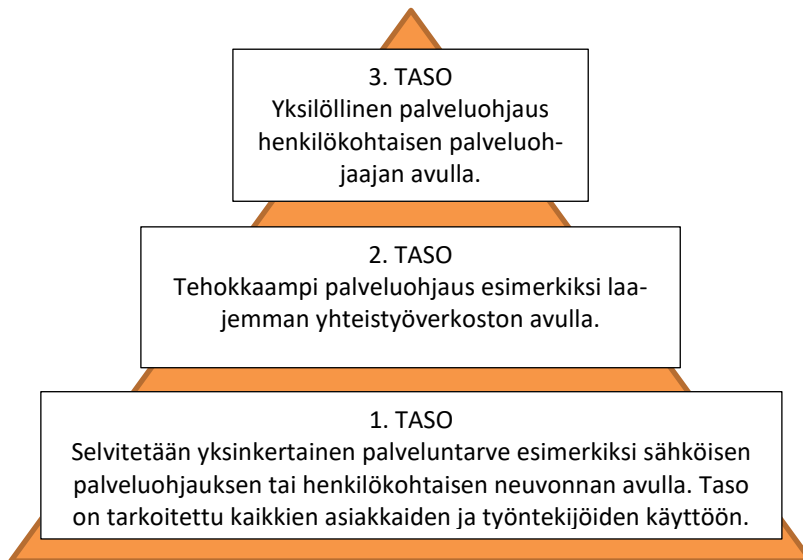 3. TASO
Yksilöllinen palveluohjaus
henkilökohtaisen palveluoh-
jaajan avulla.
2. TASO
Tehokkaampi palveluohjaus esimerkiksi laa-
jemman yhteistyöverkoston avulla.
1. TASO
Selvitetään yksinkertainen palveluntarve esimerkiksi sähköisen
palveluohjauksen tai henkilökohtaisen neuvonnan avulla. Taso
on tarkoitettu kaikkien asiakkaiden ja työntekijöiden käyttöön.